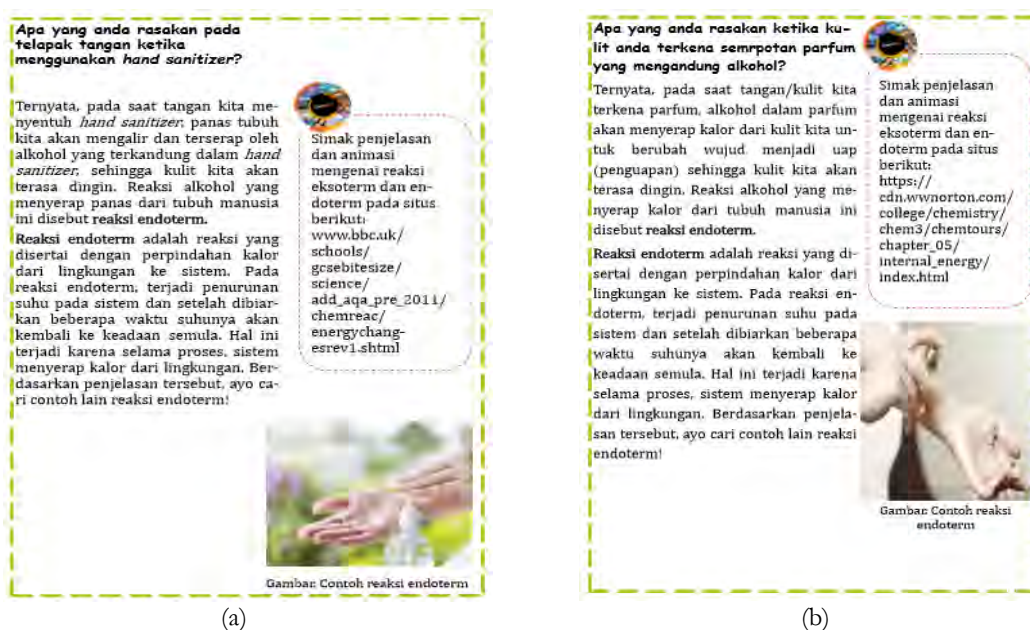 Apa yang anda rasakan pada
telapak tangan ketika
menggunakan hand sanitizer?
Ternyata, pada saat tangan kita me-
nyentuh hand sanitizer, panas tubuh
kita akan mengalir dan terserap oleh
alkohol yang terkandung dalam hand
sanitizer, sehingga kulit kita akan
terasa dingin. Reaksi alkohol yang
menyerap panas dari tubuh manusia
ini disebut reaksi endoterm.
Reaksi endoterm adalah reaksi yang
disertai dengan perpindahan kalor
dari lingkungan ke sistem. Pada
reaksi endoterm, terjadi penurunan
suhu pada sistem dan setelah dibiar-
kan beberapa waktu suhunya akan
kembali ke keadaan semula. Hal ini
terjadi karena selama proses, sistem
menyerap kalor dari lingkungan. Ber-
dasarkan penjelasan tersebut, ayo ca-
ri contoh lain reaksi endoterm!
Simak penjelasan
dan animasi
mengenai reaksi
eksoterm dan en-
doterm pada situs
berikut:
www.bbc.uk/
schools/
gcsebitesize/
science/
add_aqa_pre_2011/
chemreac/
energychang-
esrev1.shtml
Gambar: Contoh reaksi endoterm
(a)
Apa yang anda rasakan ketika ku-
lit anda terkena semrpotan parfum
yang mengandung alkohol?
Ternyata, pada saat tangan/kulit kita
terkena parfum, alkohol dalam parfum
akan menyerap kalor dari kulit kita un-
tuk berubah wujud menjadi uap
(penguapan) sehingga kulit kita akan
terasa dingin. Reaksi alkohol yang me-
nyerap kalor dari tubuh manusia ini
disebut reaksi endoterm.
Reaksi endoterm adalah reaksi yang di-
sertai dengan perpindahan kalor dari
lingkungan ke sistem. Pada reaksi en-
doterm, terjadi penurunan suhu pada
sistem dan setelah dibiarkan beberapa
waktu suhunya akan kembali ke
keadaan semula. Hal ini terjadi karena
selama proses, sistem menyerap kalor
dari lingkungan. Berdasarkan penjela-
san tersebut, ayo cari contoh lain reaksi
endoterm!
Simak penjelasan
dan animasi
mengenai reaksi
eksoterm dan en-
doterm pada situs
berikut:
https://
cdn.wwnorton.com/
college/chemistry/
chem3/chemtours/
chapter_05/
internal_energy/
index.html
Gambar: Contoh reaksi
endoterm
(b)